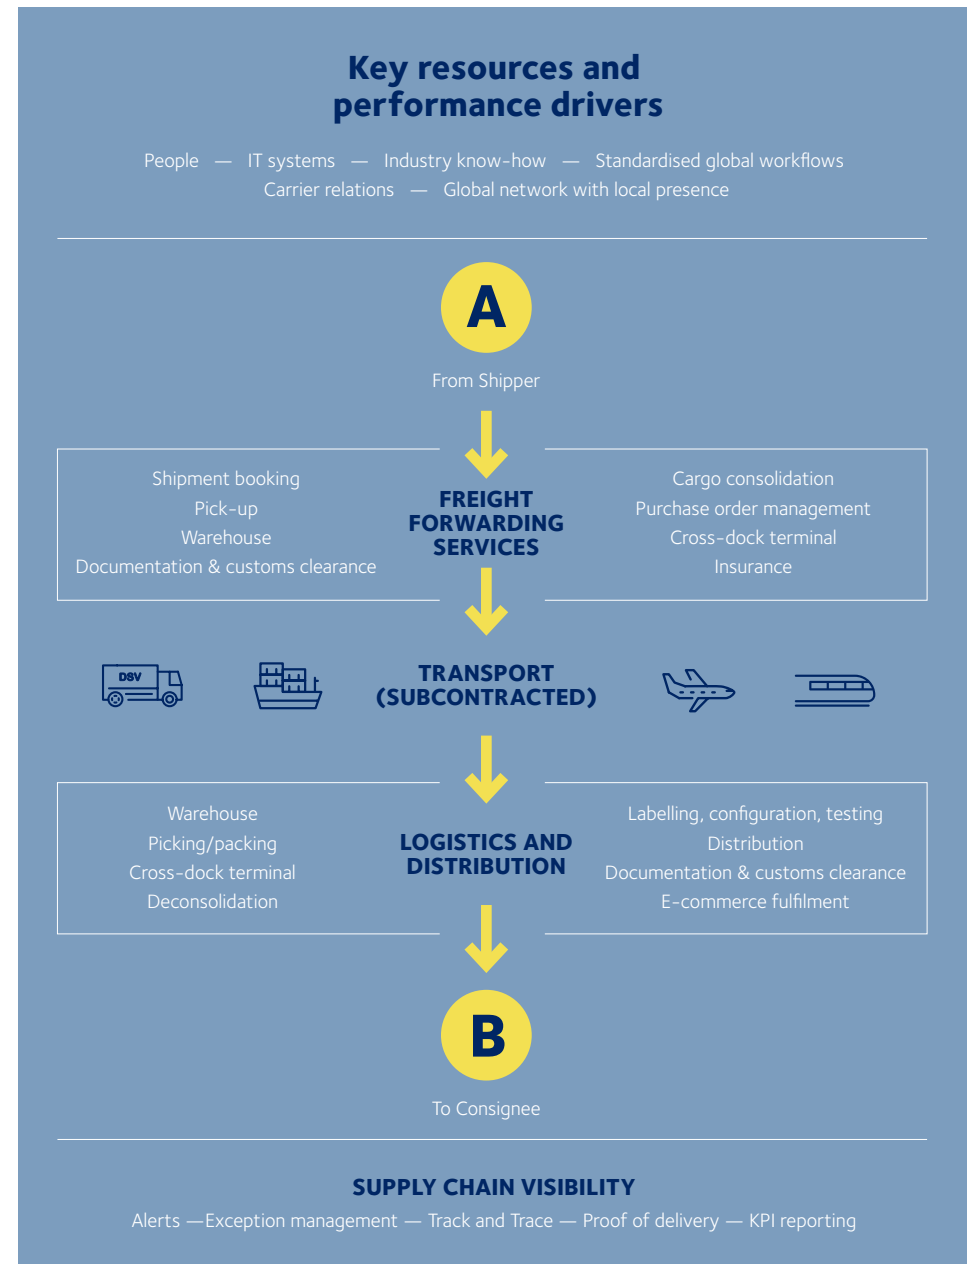 Key resources and
performance drivers
People — IT systems — Industry know-how — Standardised global workflows
Carrier relations — Global network with local presence
A
From Shipper
Shipment booking
Pick-up
Warehouse
Documentation & customs clearance
FREIGHT
FORWARDING
SERVICES
Cargo consolidation
Purchase order management
Cross-dock terminal
Insurance
DSV
TRANSPORT
(SUBCONTRACTED)
Warehouse
Picking/packing
Cross-dock terminal
Deconsolidation
LOGISTICS AND
DISTRIBUTION
Labelling, configuration, testing
Distribution
Documentation & customs clearance
E-commerce fulfilment
B
To Consignee
SUPPLY CHAIN VISIBILITY
Alerts —Exception management — Track and Trace — Proof of delivery — KPI reporting